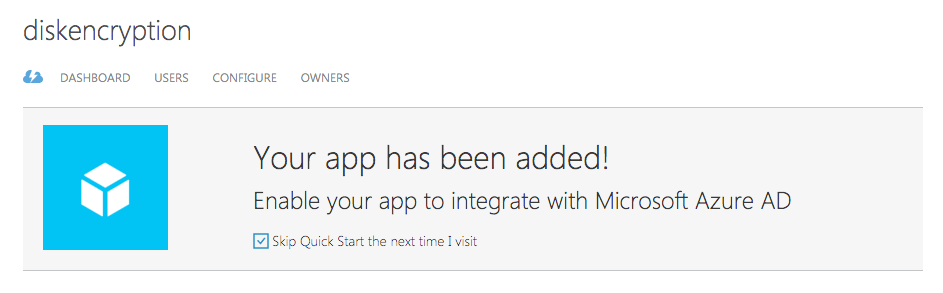 diskencryption
DASHBOARD USERS CONFIGURE OWNERS
Your app has been added!
Enable your app to integrate with Microsoft Azure AD
Skip Quick Start the next time I visit